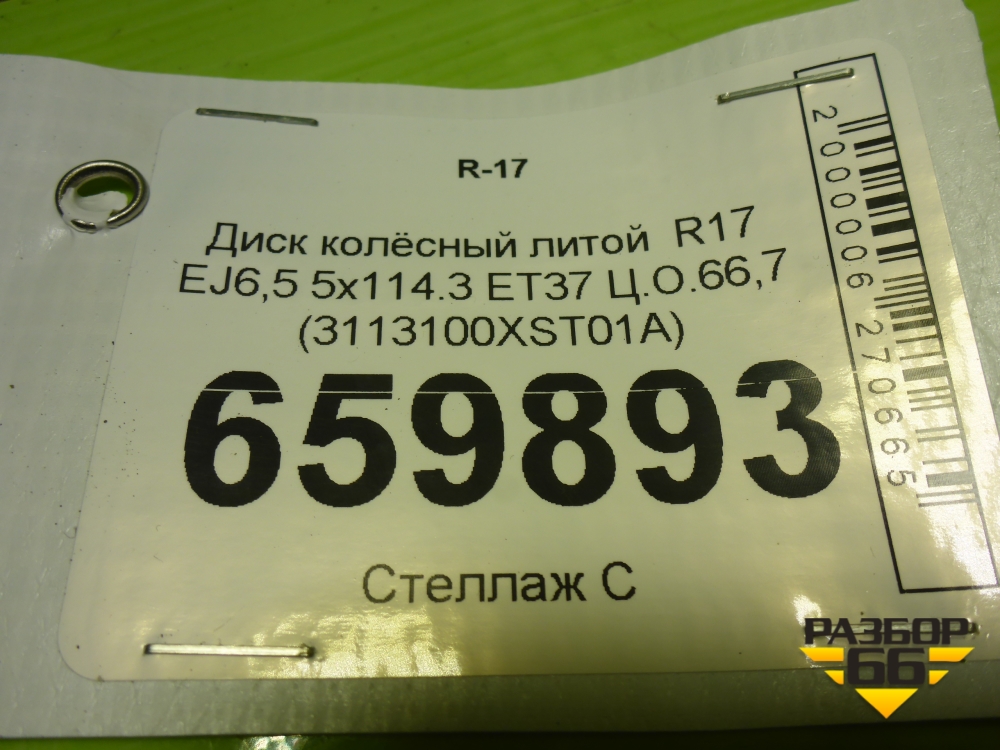 R-17
Диск колёсный литой R17
EJ6,5 5x114.3 ET37 Ц.О.66,7
(3113100XST01A)
659893
Стеллаж С
2000006270665
РАЗБОР
66